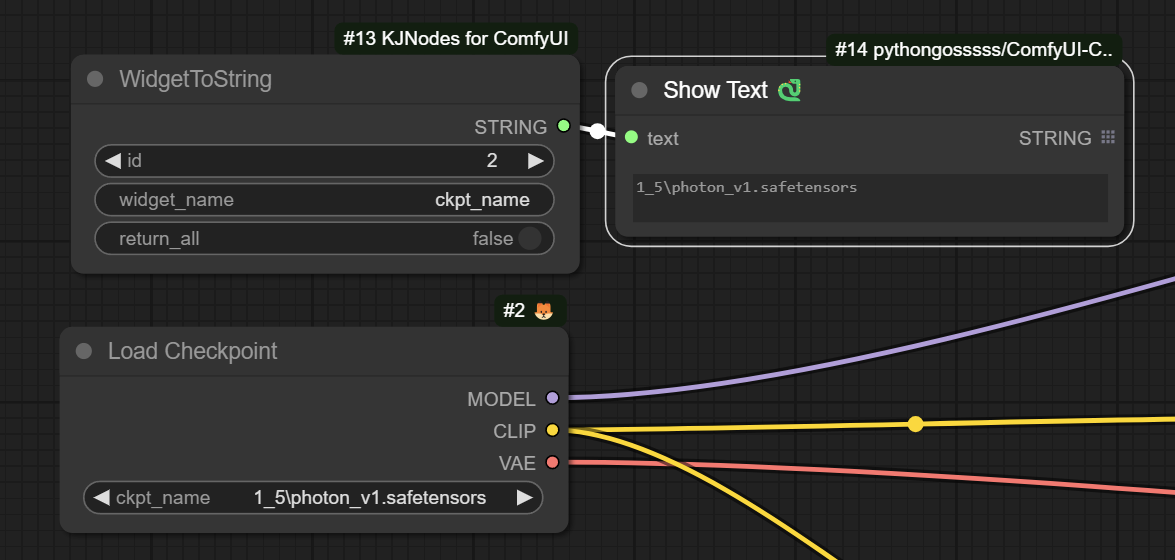 #13 KJNodes for ComfyUI
WidgetToString
STRING
id 2
widget_name ckpt_name
return_all false
#14 pythongosssss/ComfyUI-C..
Show Text
text STRING
1_5\photon_v1.safetensors
#2
Load Checkpoint
MODEL
CLIP
VAE
ckpt_name 1_5\photon_v1.safetensors